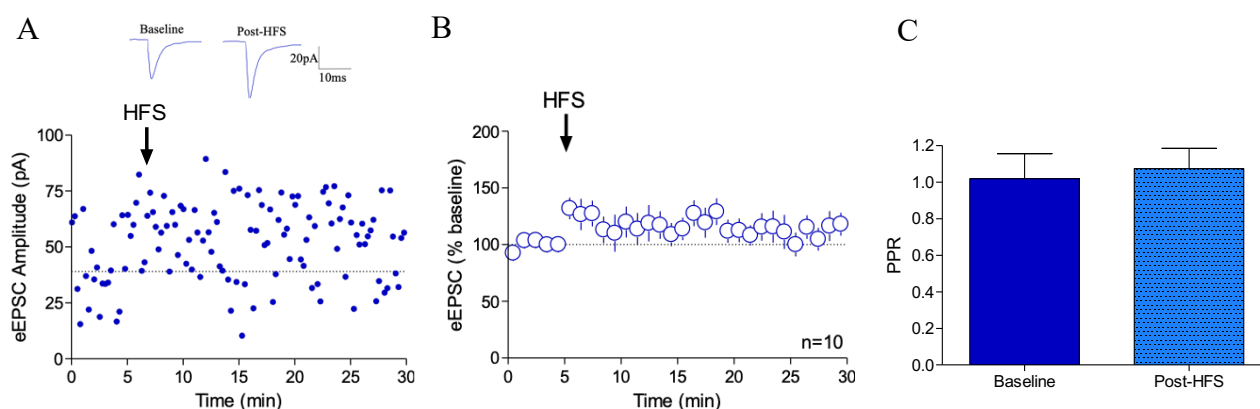 A
Baseline
Post-HFS
20pA
10ms
HFS
100
75
50
25
0
eEPSC Amplitude (pA)
0 5 10 15 20 25 30
Time (min)
B
HFS
200
150
100
50
0
eEPSC (% baseline)
n=10
0 5 10 15 20 25 30
Time (min)
C
1.2
1.0
0.8
0.6
0.4
0.2
0.0
PPR
Baseline
Post-HFS